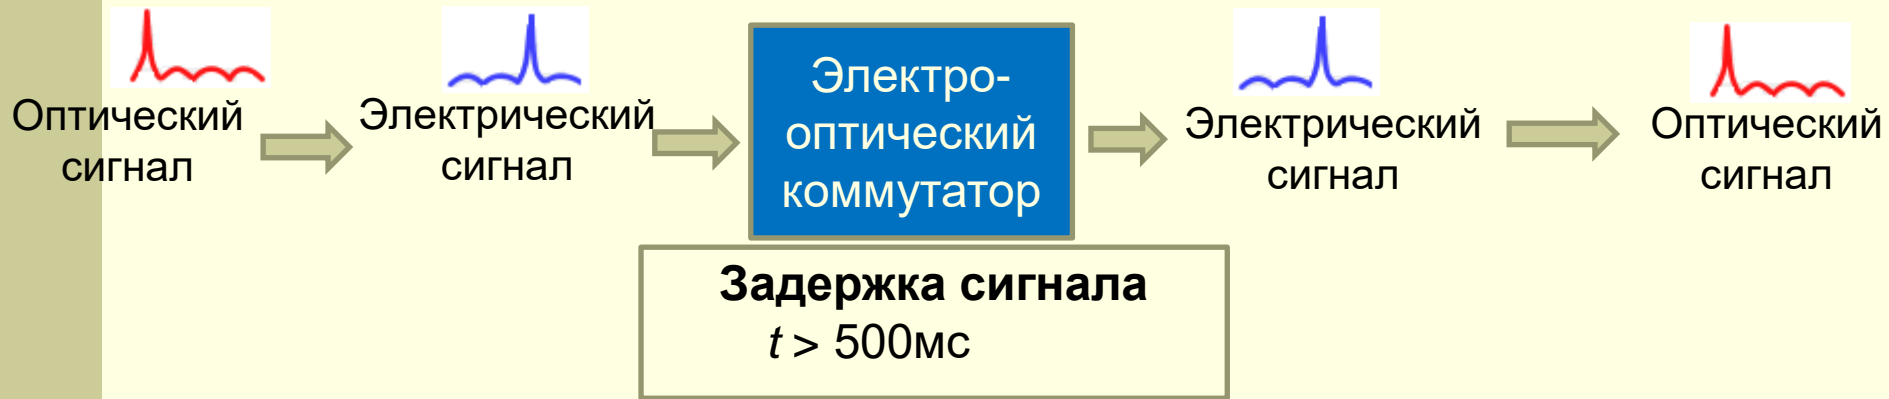 Оптический
сигнал
Электрический
сигнал
Электро-
оптический
коммутатор
Электрический
сигнал
Оптический
сигнал
Задержка сигнала
t > 500мс